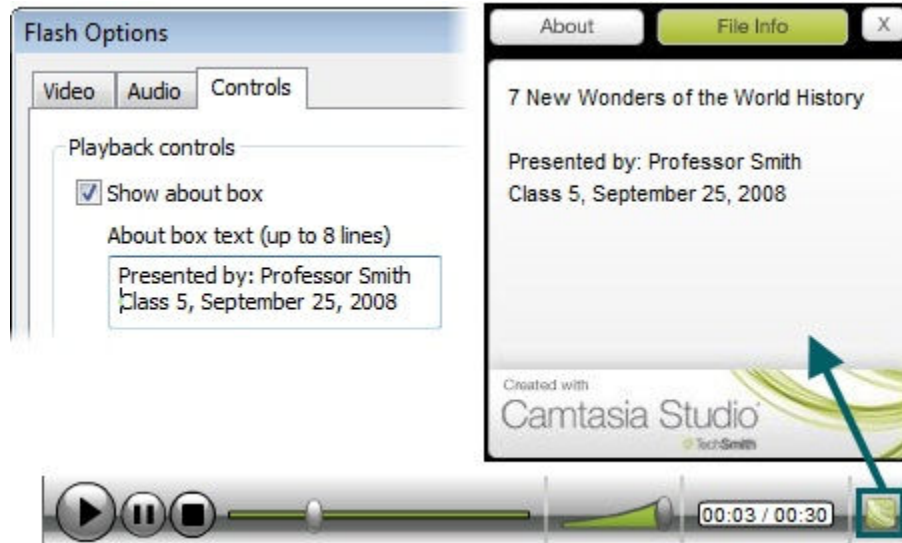 Flash Options
Video Audio Controls
Playback controls
Show about box
About box text (up to 8 lines)
Presented by: Professor Smith
Class 5, September 25, 2008
About File Info X
7 New Wonders of the World History
Presented by: Professor Smith
Class 5, September 25, 2008
Created with
Camtasia Studio
TechSmith
00:03 / 00:30